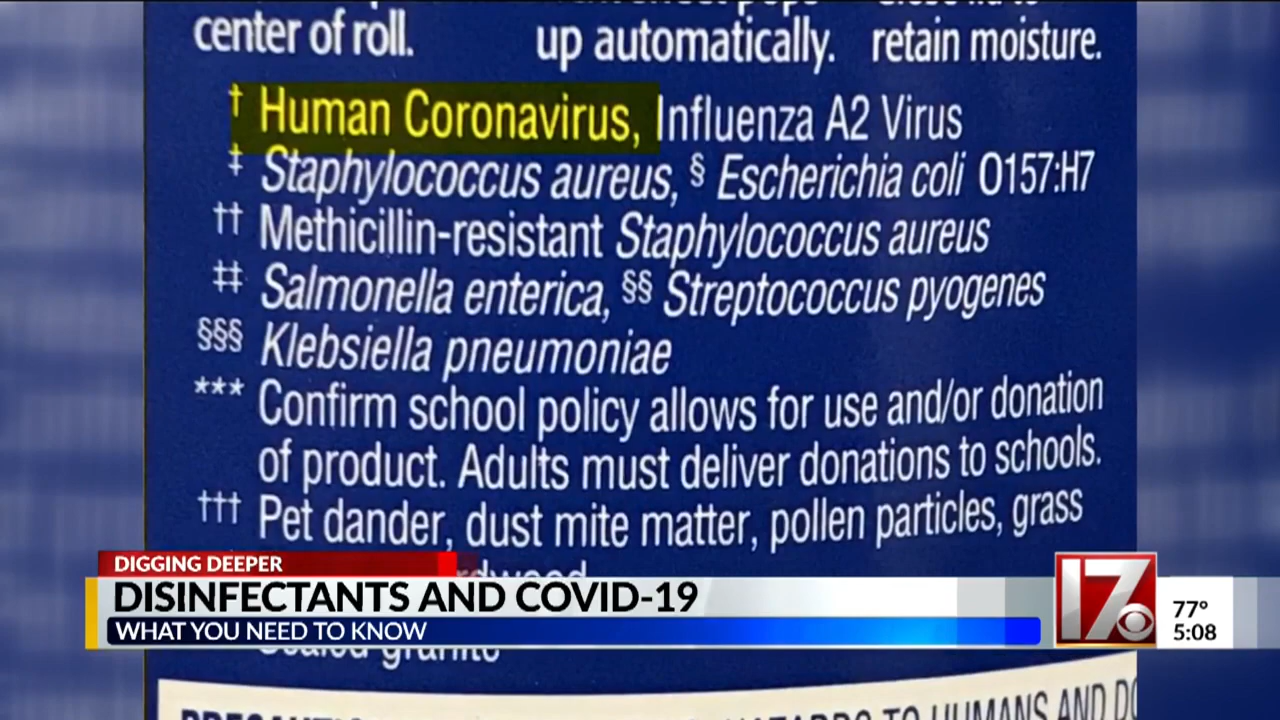 center of roll. up automatically. retain moisture.
† Human Coronavirus, Influenza A2 Virus
‡ Staphylococcus aureus, § Escherichia coli O157:H7
†† Methicillin-resistant Staphylococcus aureus
‡‡ Salmonella enterica, §§ Streptococcus pyogenes
§§§ Klebsiella pneumoniae
*** Confirm school policy allows for use and/or donation
of product. Adults must deliver donations to schools.
††† Pet dander, dust mite matter, pollen particles, grass
DIGGING DEEPER
DISINFECTANTS AND COVID-19
WHAT YOU NEED TO KNOW
17
77°
5:08
TO HUMANS AND